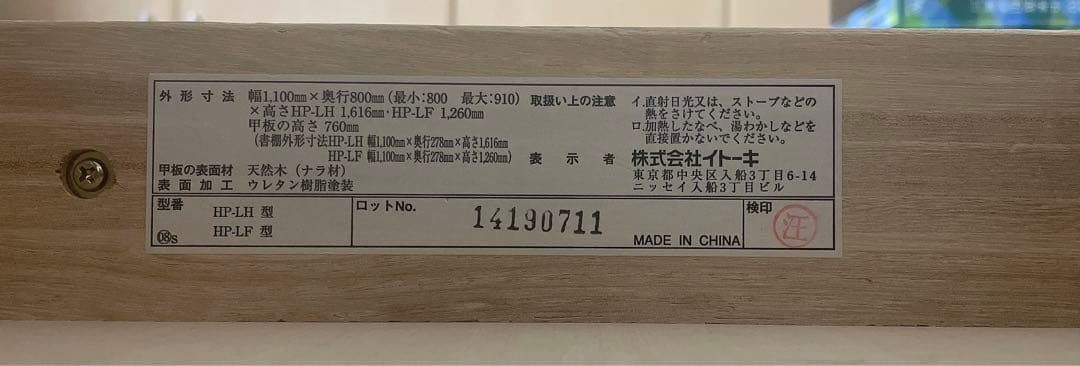 外形寸法 幅1,100㎜×奥行800㎜(最小:800 最大:910)
×高さHP-LH 1,616㎜・HP-LF 1,260㎜
甲板の高さ 760㎜
(書棚外形寸法HP-LH 幅1,100㎜×奥行278㎜×高さ1,616㎜
HP-LF 幅1,100㎜×奥行278㎜×高さ1,260㎜)
甲板の表面材 天然木(ナラ材)
表面加工 ウレタン樹脂塗装
取扱い上の注意 イ.直射日光又は、ストーブなどの
熱をさけてください。
ロ.加熱したなべ、湯わかしなどを
直接置かないでください。
表示者 株式会社イトーキ
東京都中央区入船3丁目6-14
ニッセイ入船3丁目ビル
型番 HP-LH 型
HP-LF 型
08s
ロットNo. 14190711
MADE IN CHINA
検印
汪